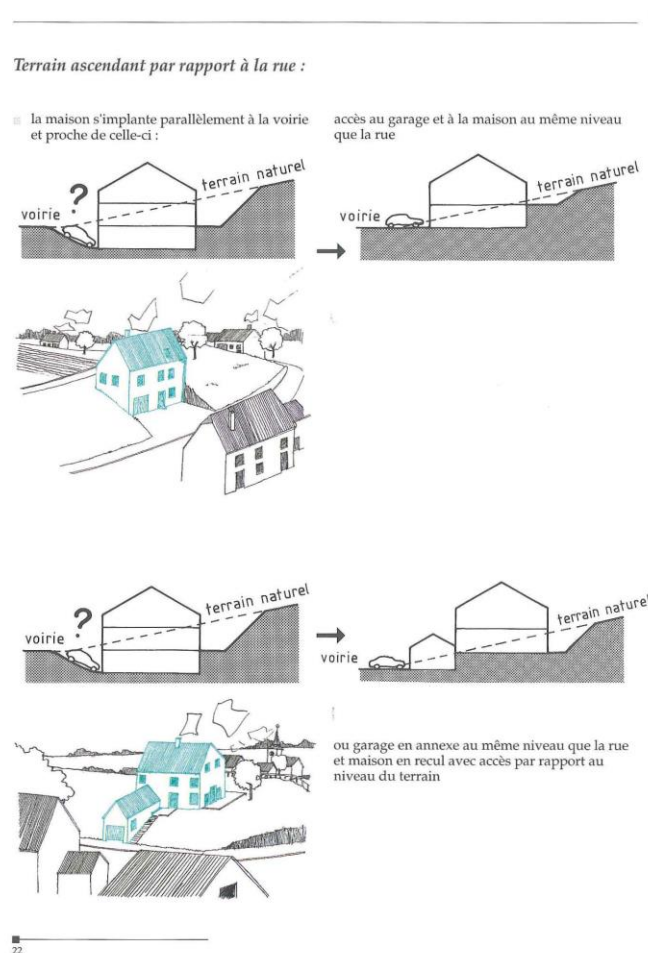 Terrain ascendant par rapport à la rue :
la maison s'implante parallèlement à la voirie
et proche de celle-ci :
accès au garage et à la maison au même niveau
que la rue
?
voirie
terrain naturel
voirie
terrain naturel
?
voirie
terrain naturel
voirie
terrain naturel
ou garage en annexe au même niveau que la rue
et maison en recul avec accès par rapport au
niveau du terrain
22